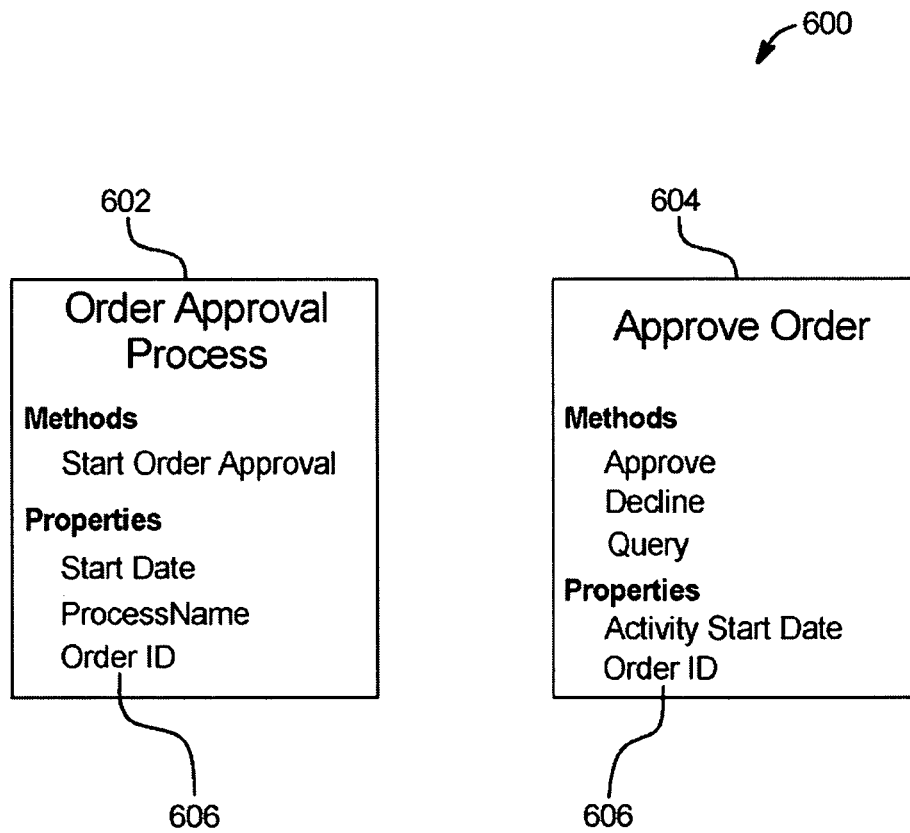 600
602
604
Order Approval
Process
Methods
Start Order Approval
Properties
Start Date
ProcessName
Order ID
606
Approve Order
Methods
Approve
Decline
Query
Properties
Activity Start Date
Order ID
606